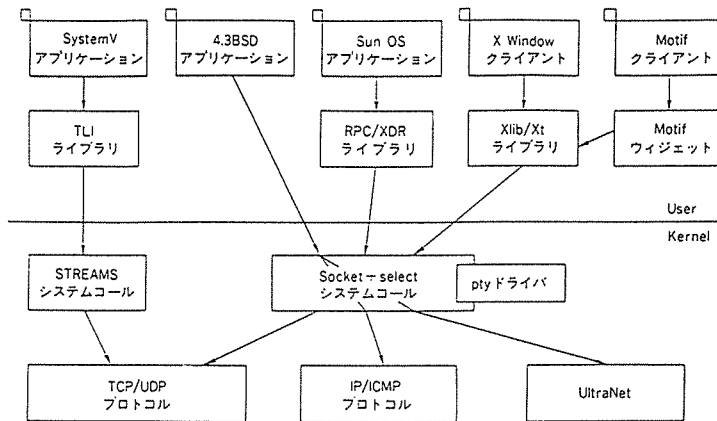 SystemV
アプリケーション
4.3BSD
アプリケーション
Sun OS
アプリケーション
X Window
クライアント
Motif
クライアント
TLI
ライブラリ
RPC/XDR
ライブラリ
Xlib/Xt
ライブラリ
Motif
ウィジェット
User
Kernel
STREAMS
システムコール
Socket＋select
システムコール
ptyドライバ
TCP/UDP
プロトコル
IP/ICMP
プロトコル
UltraNet